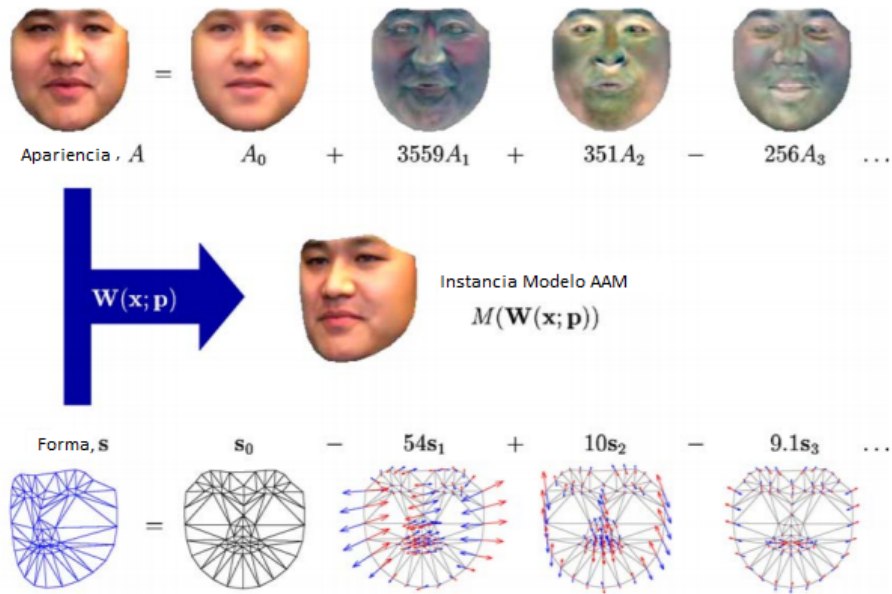 =
Apariencia, A A₀ + 3559A₁ + 351A₂ − 256A₃ ...
W(x; p)
Instancia Modelo AAM
M(W(x; p))
Forma, s s₀ − 54s₁ + 10s₂ − 9.1s₃ ...
=